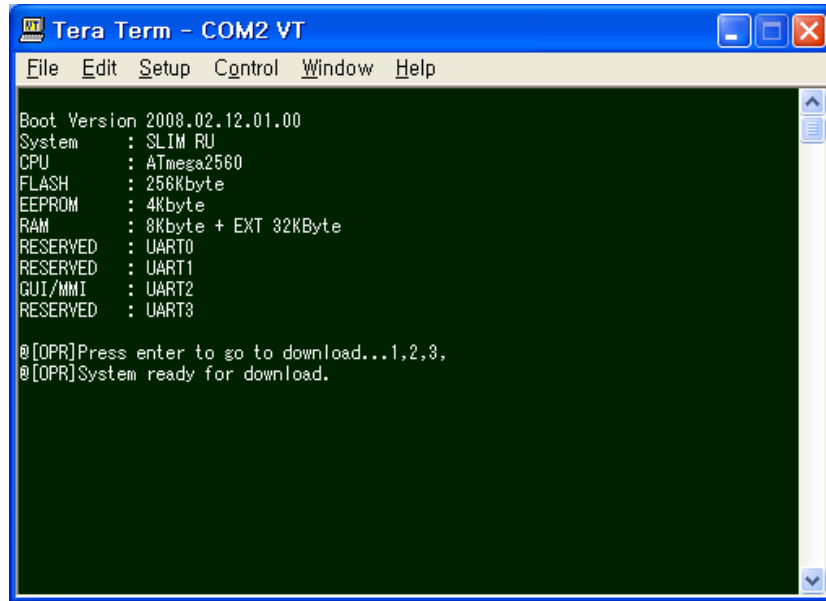 Tera Term - COM2 VT
File Edit Setup Control Window Help
Boot Version 2008.02.12.01.00
System : SLIM RU
CPU : ATmega2560
FLASH : 256Kbyte
EEPROM : 4Kbyte
RAM : 8Kbyte + EXT 32KByte
RESERVED : UART0
RESERVED : UART1
GUI/MMI : UART2
RESERVED : UART3
@[OPR]Press enter to go to download...1,2,3,
@[OPR]System ready for download.